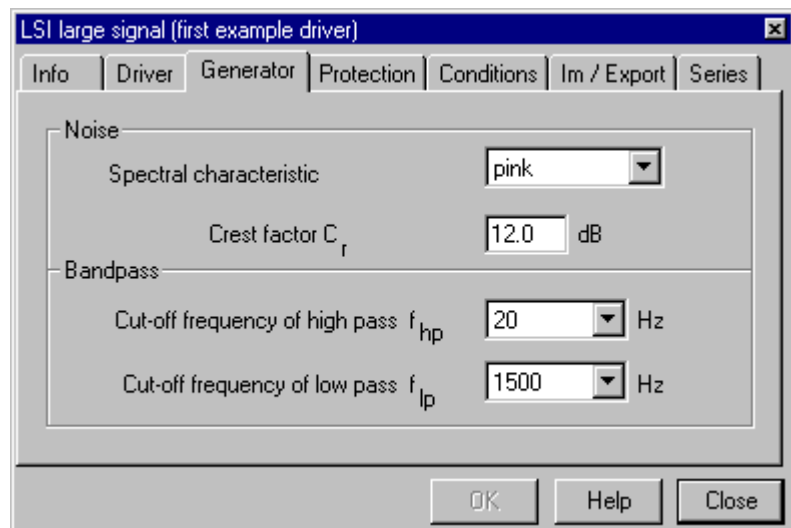 LSI large signal (first example driver)
Info Driver Generator Protection Conditions Im / Export Series
Noise
Spectral characteristic pink
Crest factor C r 12.0 dB
Bandpass
Cut-off frequency of high pass f hp 20 Hz
Cut-off frequency of low pass f lp 1500 Hz
OK Help Close